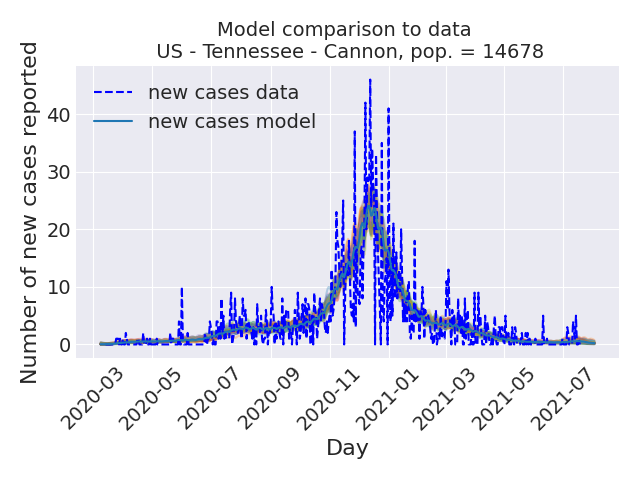 Model comparison to data
US - Tennessee - Cannon, pop. = 14678
Number of new cases reported
new cases data
new cases model
40
30
20
10
0
2020-03
2020-05
2020-07
2020-09
2020-11
2021-01
2021-03
2021-05
2021-07
Day